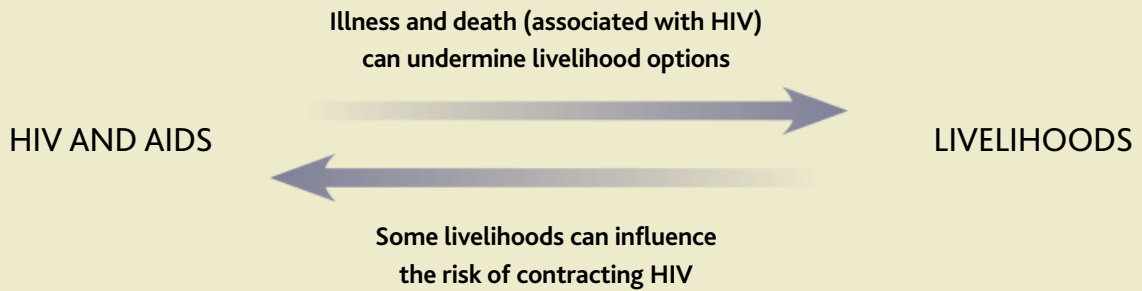 Illness and death (associated with HIV)
can undermine livelihood options
HIV AND AIDS
LIVELIHOODS
Some livelihoods can influence
the risk of contracting HIV